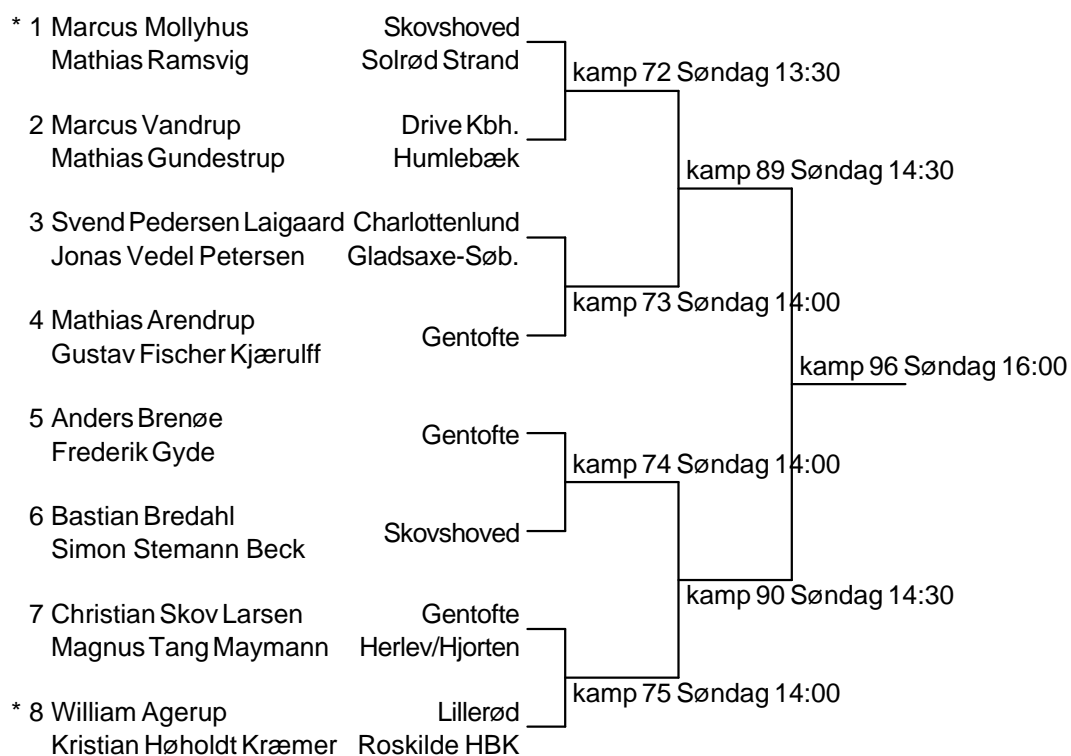 * 1 Marcus Mollyhus Skovshoved
Mathias Ramsvig Solrød Strand
kamp 72 Søndag 13:30
2 Marcus Vandrup Drive Kbh.
Mathias Gundestrup Humlebæk
kamp 89 Søndag 14:30
3 Svend Pedersen Laigaard Charlottenlund
Jonas Vedel Petersen Gladsaxe-Søb.
kamp 73 Søndag 14:00
4 Mathias Arendrup
Gentofte
Gustav Fischer Kjærulff
kamp 96 Søndag 16:00
5 Anders Brenøe
Gentofte
Frederik Gyde
kamp 74 Søndag 14:00
6 Bastian Bredahl
Skovshoved
Simon Stemann Beck
kamp 90 Søndag 14:30
7 Christian Skov Larsen Gentofte
Magnus Tang Maymann Herlev/Hjorten
kamp 75 Søndag 14:00
* 8 William Agerup Lillerød
Kristian Høholdt Kræmer Roskilde HBK